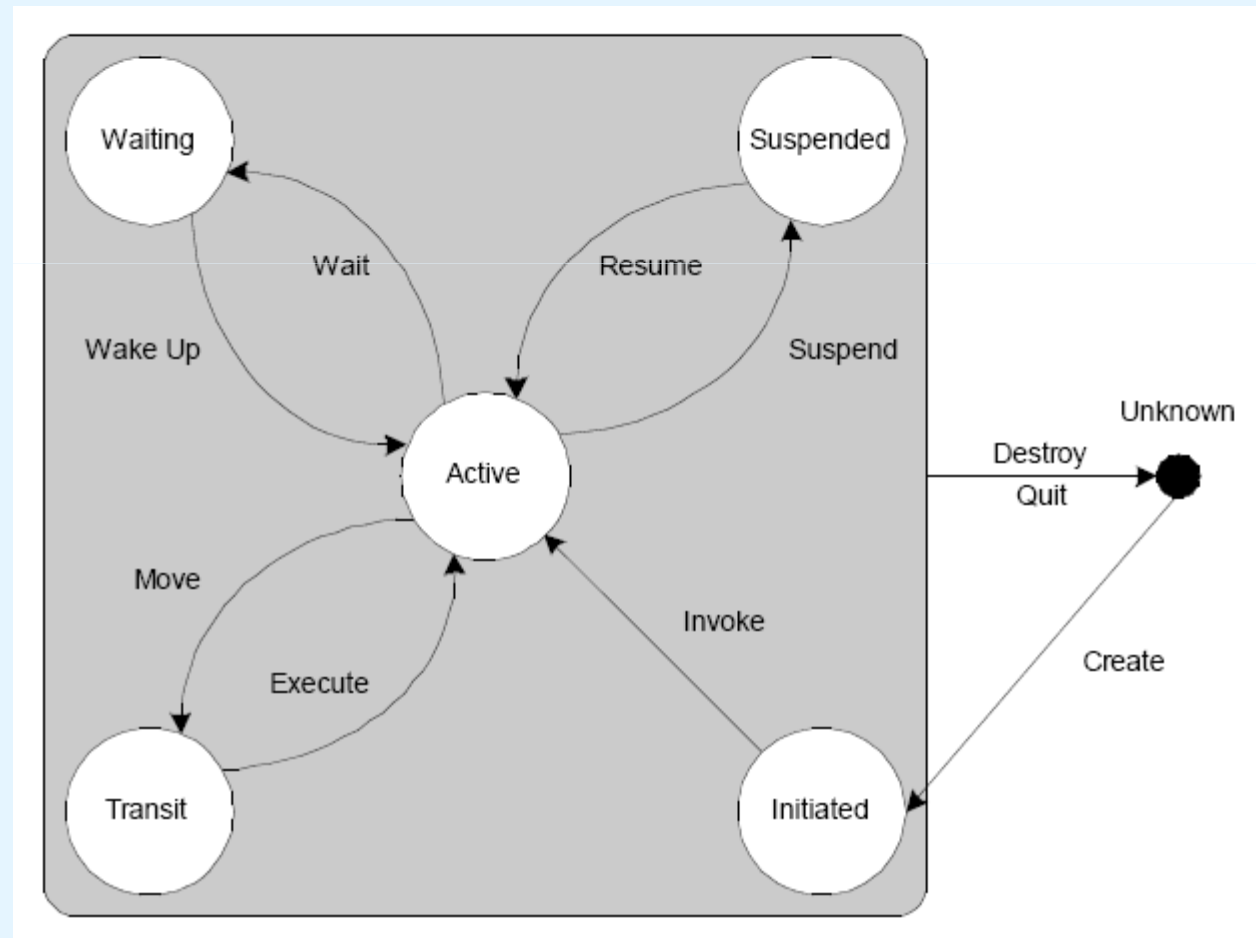 Waiting
Suspended
Wait
Resume
Wake Up
Suspend
Unknown
Active
Destroy
Quit
Move
Invoke
Create
Execute
Transit
Initiated